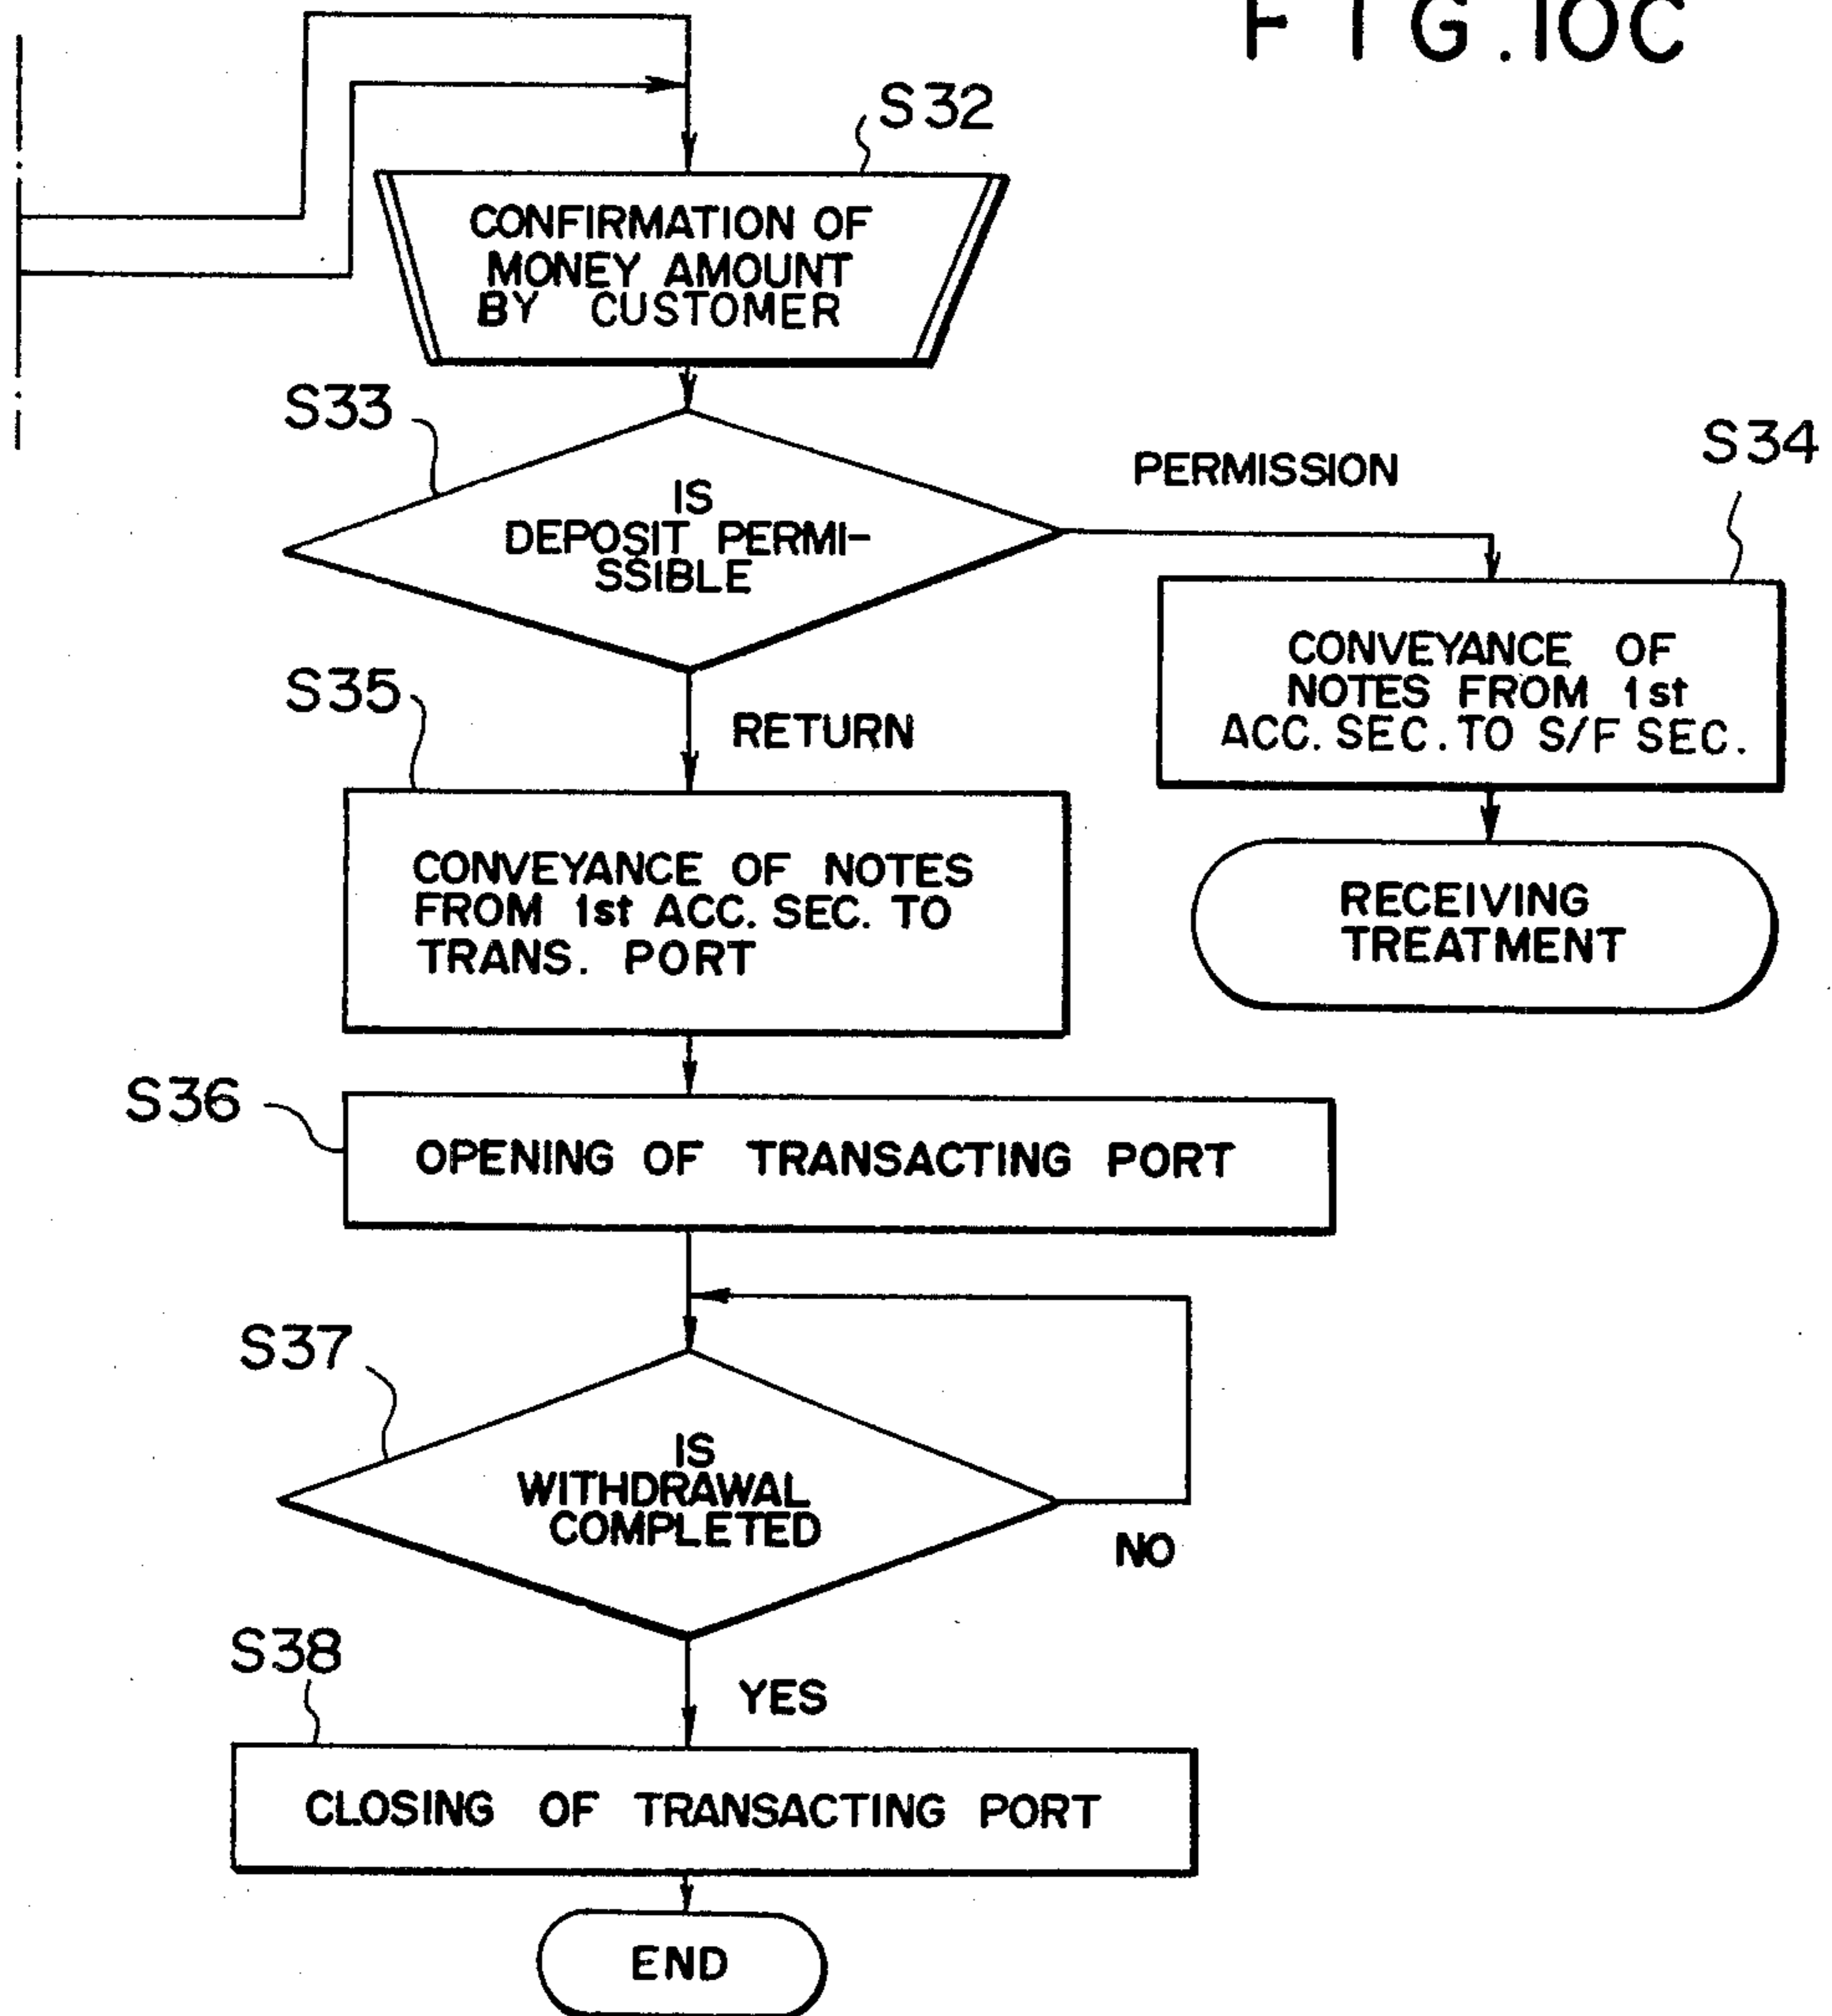 FIG.10C
S32
CONFIRMATION OF
MONEY AMOUNT
BY CUSTOMER
S33
IS
DEPOSIT PERMI-
SSIBLE
PERMISSION
S34
CONVEYANCE OF
NOTES FROM 1st
ACC. SEC. TO S/F SEC.
RECEIVING
TREATMENT
RETURN
S35
CONVEYANCE OF NOTES
FROM 1st ACC. SEC. TO
TRANS. PORT
S36
OPENING OF TRANSACTING PORT
S37
IS
WITHDRAWAL
COMPLETED
NO
YES
S38
CLOSING OF TRANSACTING PORT
END